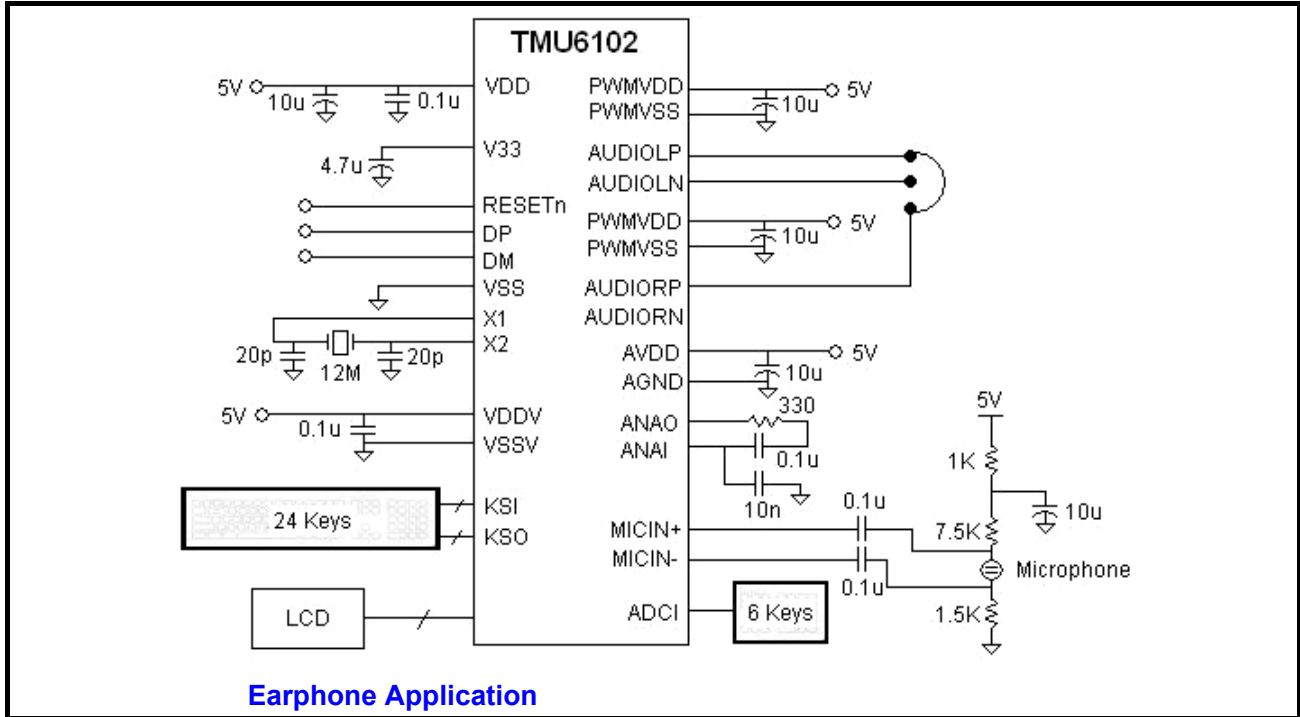 TMU6102
5V
10u
0.1u
VDD
PWMVDD
5V
10u
PWMVSS
4.7u
V33
AUDIOLP
AUDIOLN
RESETn
DP
DM
PWMVDD
5V
10u
PWMVSS
VSS
AUDIORP
X1
AUDIORN
X2
20p
12M
20p
AVDD
5V
10u
AGND
5V
0.1u
VDDV
VSSV
ANAO
330
ANAI
0.1u
10n
5V
1K
10u
7.5K
24 Keys
KSI
KSO
MICIN+
0.1u
MICIN-
0.1u
Microphone
1.5K
LCD
ADCI
6 Keys
Earphone Application